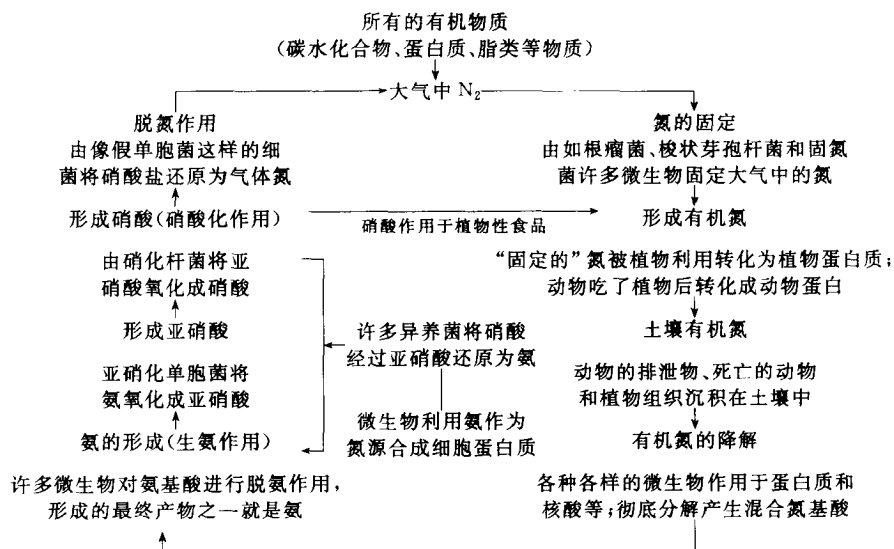 所有的有机物质
（碳水化合物、蛋白质、脂类等物质）
大气中 N₂
脱氮作用
由像假单胞菌这样的细
菌将硝酸盐还原为气体氮
形成硝酸(硝酸化作用)
由硝化杆菌将亚
硝酸氧化成硝酸
形成亚硝酸
亚硝化单胞菌将
氨氧化成亚硝酸
氨的形成(生氨作用)
许多微生物对氨基酸进行脱氨作用，
形成的最终产物之一就是氨
硝酸作用于植物性食品
许多异养菌将硝酸
经过亚硝酸还原为氨
微生物利用氨作为
氮源合成细胞蛋白质
氮的固定
由如根瘤菌、梭状芽孢杆菌和固氮
菌许多微生物固定大气中的氮
形成有机氮
“固定的”氮被植物利用转化为植物蛋白质；
动物吃了植物后转化成动物蛋白
土壤有机氮
动物的排泄物、死亡的动物
和植物组织沉积在土壤中
有机氮的降解
各种各样的微生物作用于蛋白质和
核酸等；彻底分解产生混合氮基酸